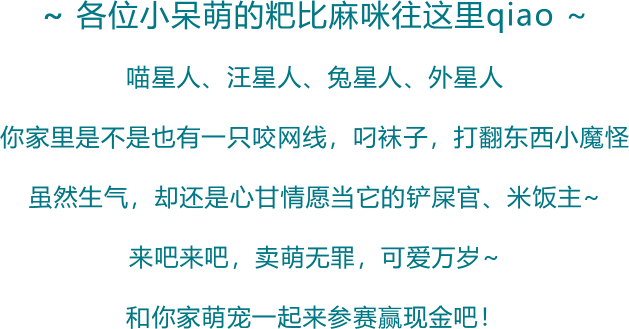 ~ 各位小呆萌的粑比麻咪往这里qiao ~
喵星人、汪星人、兔星人、外星人
你家里是不是也有一只咬网线，叼袜子，打翻东西小魔怪
虽然生气，却还是心甘情愿当它的铲屎官、米饭主~
来吧来吧，卖萌无罪，可爱万岁~
和你家萌宠一起来参赛赢现金吧！